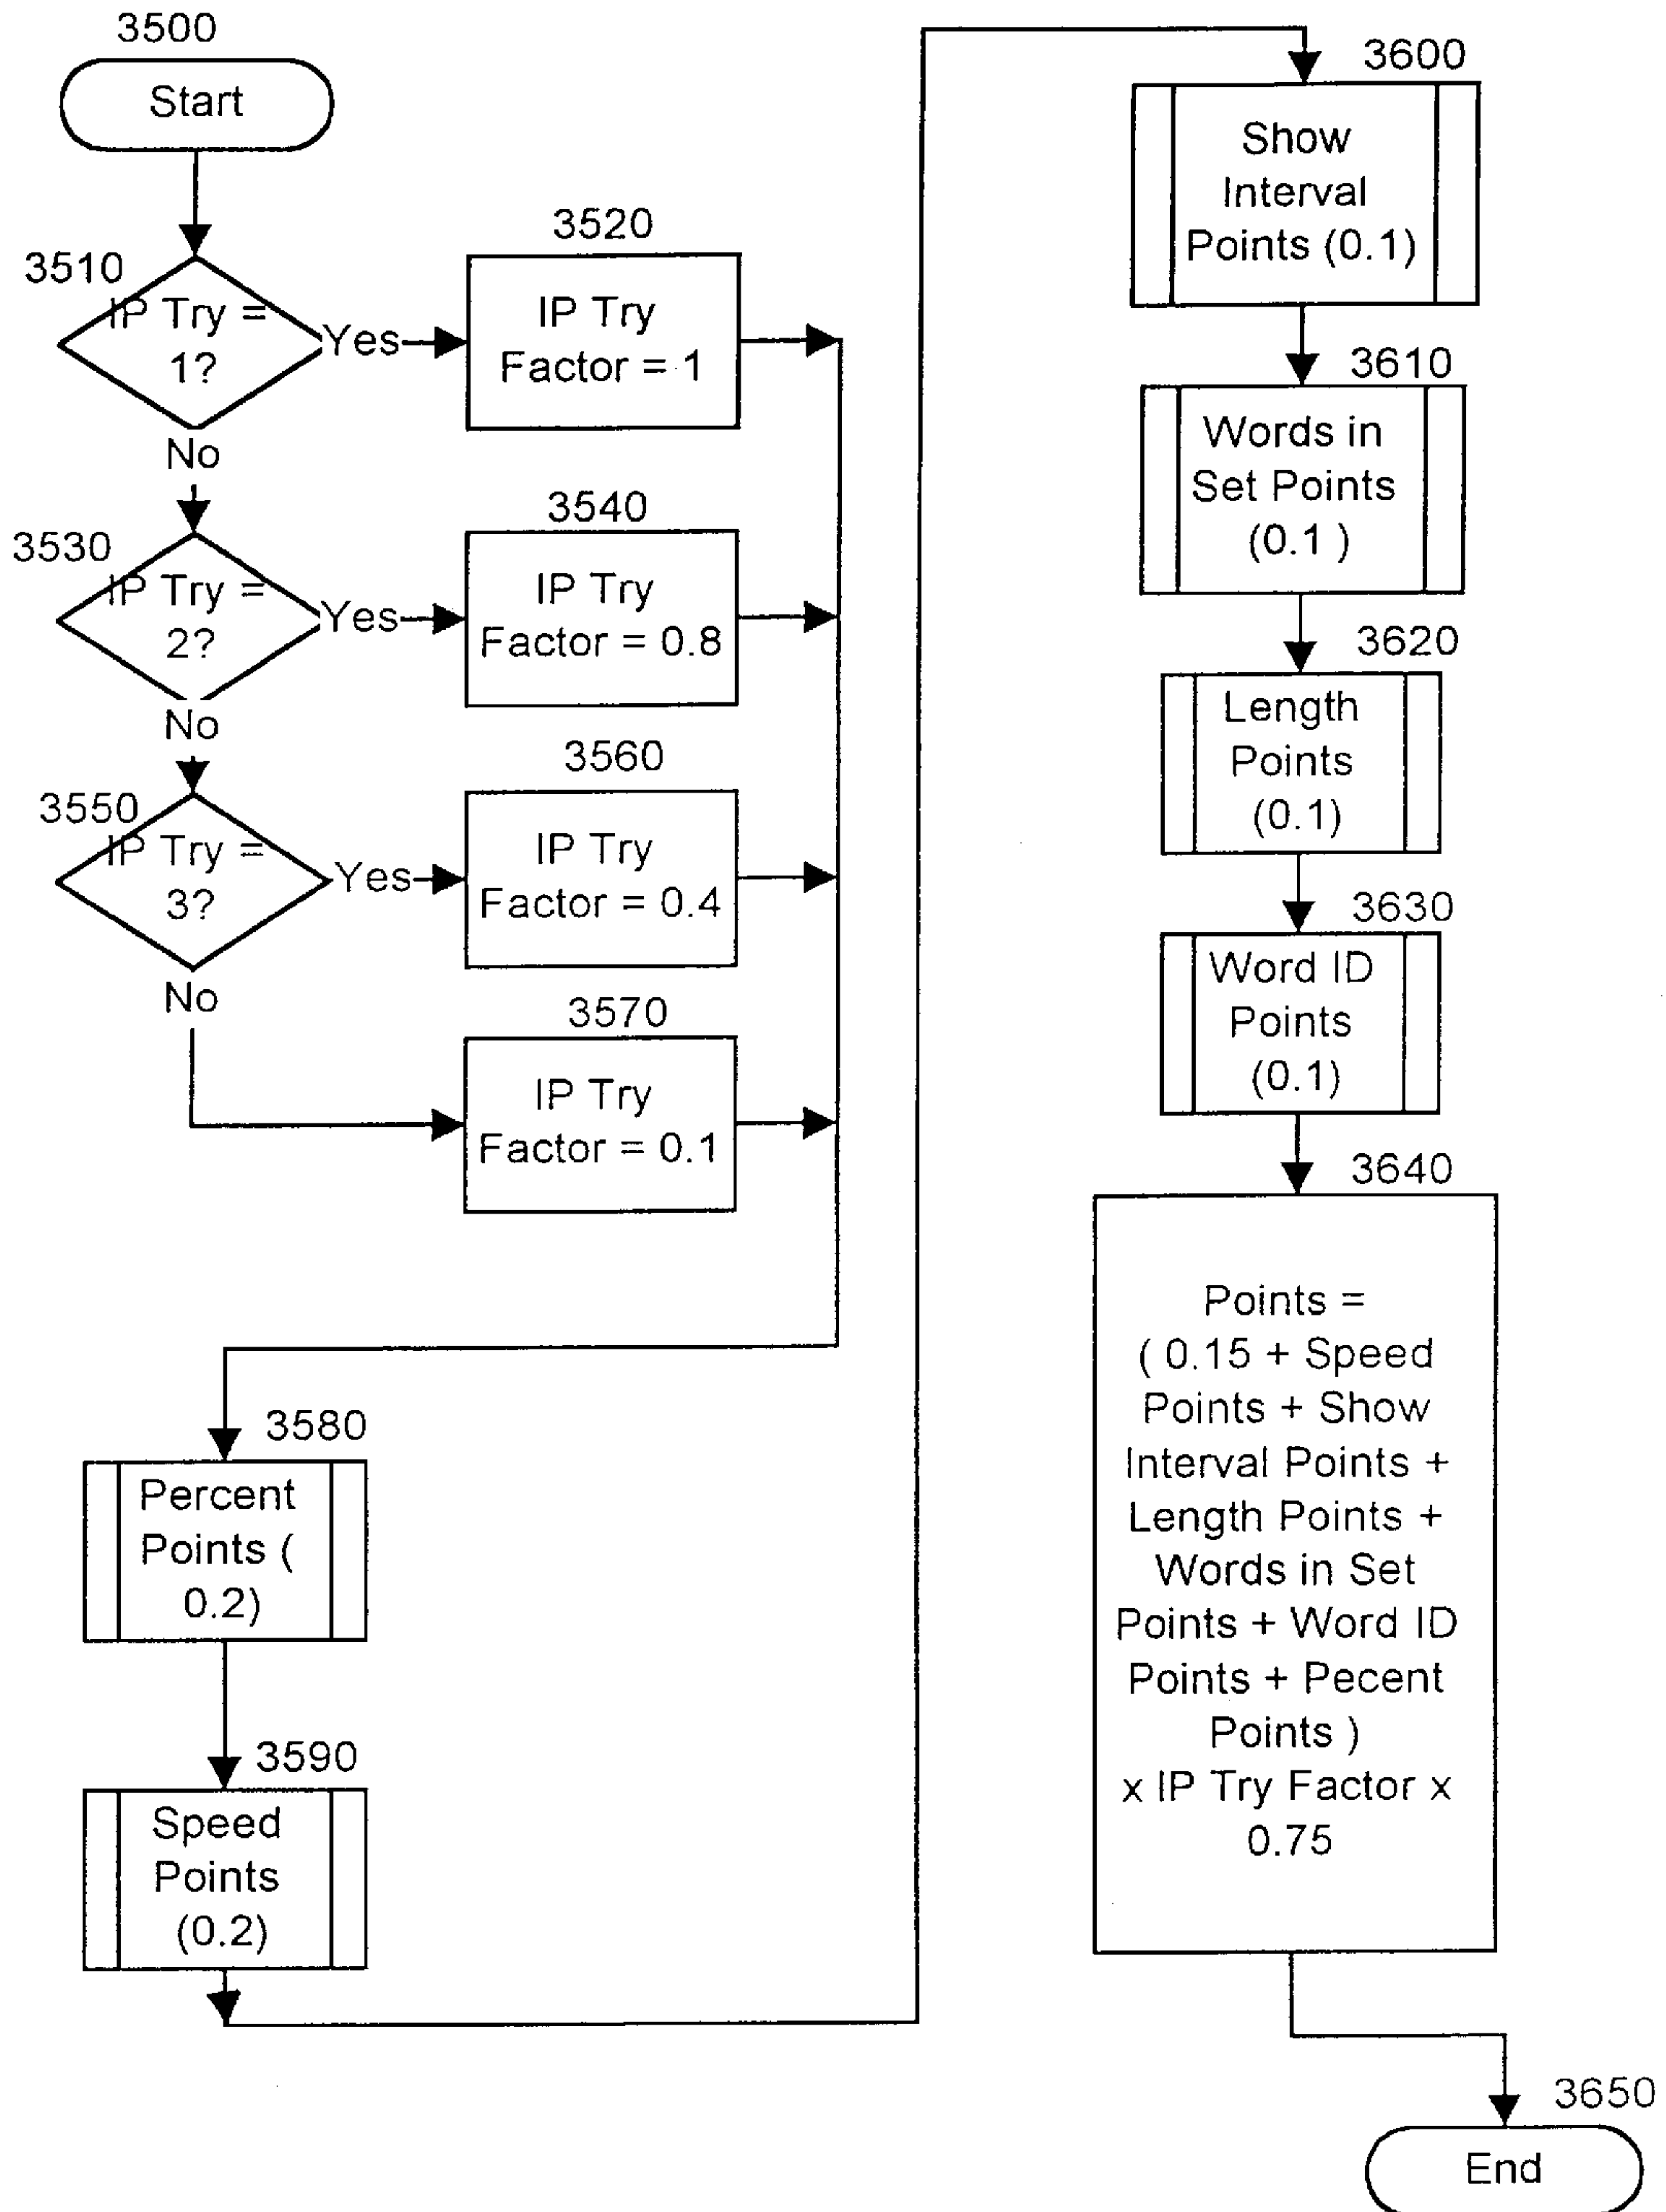 3500
Start
3510
IP Try =
1?
Yes
No
3520
IP Try
Factor = 1
3530
IP Try =
2?
Yes
No
3540
IP Try
Factor = 0.8
3550
IP Try =
3?
Yes
No
3560
IP Try
Factor = 0.4
3570
IP Try
Factor = 0.1
3580
Percent
Points (
0.2)
3590
Speed
Points
(0.2)
3600
Show
Interval
Points (0.1)
3610
Words in
Set Points
(0.1 )
3620
Length
Points
(0.1)
3630
Word ID
Points
(0.1)
3640
Points =
( 0.15 + Speed
Points + Show
Interval Points +
Length Points +
Words in Set
Points + Word ID
Points + Pecent
Points )
x IP Try Factor x
0.75
3650
End